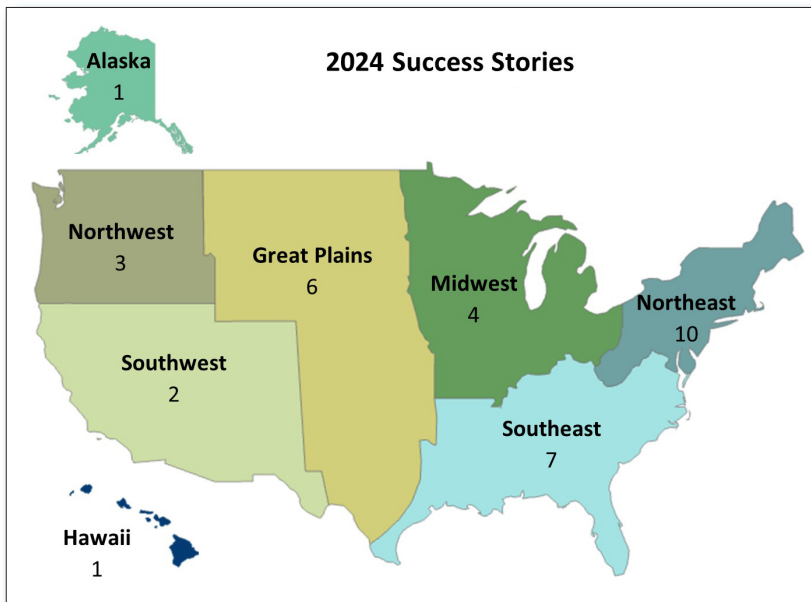 2024 Success Stories
Alaska
1
Northwest
3
Great Plains
6
Midwest
4
Northeast
10
Southwest
2
Southeast
7
Hawaii
1